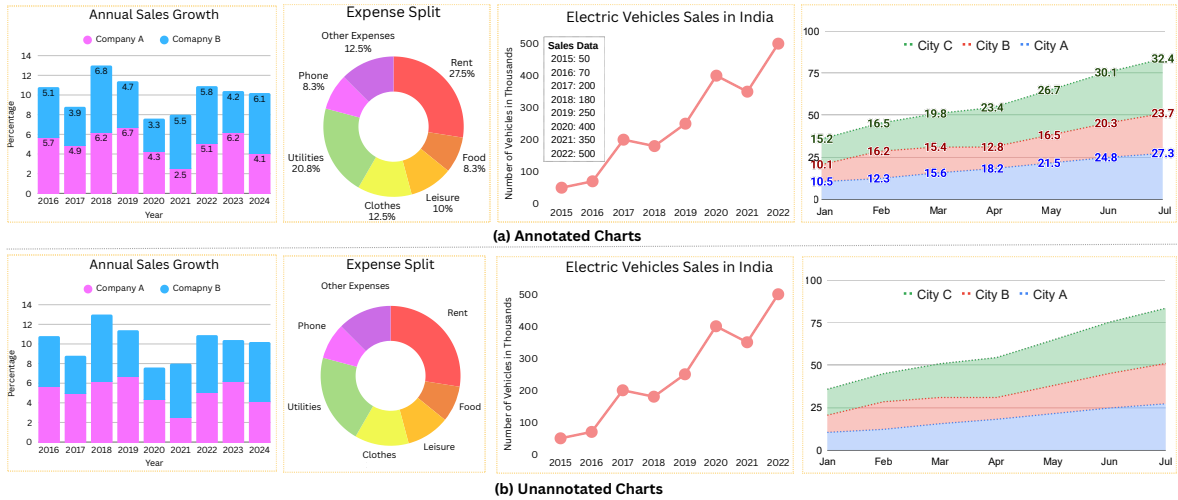 Annual Sales Growth
Company A Comapny B
Percentage
14
12
10
8
6
4
2
0
5.1 3.9 6.8 4.7 3.3 5.5 5.8 4.2 6.1
5.7 4.9 6.2 6.7 4.3 2.5 5.1 6.2 4.1
2016 2017 2018 2019 2020 2021 2022 2023 2024
Year
Expense Split
Other Expenses
12.5%
Rent
27.5%
Phone
8.3%
Utilities
20.8%
Food
8.3%
Leisure
10%
Clothes
12.5%
Electric Vehicles Sales in India
Number of Vehicles in Thousands
500
400
300
200
100
0
Sales Data
2015: 50
2016: 70
2017: 200
2018: 180
2019: 250
2020: 400
2021: 350
2022: 500
2015 2016 2017 2018 2019 2020 2021 2022
City C City B City A
100
75
50
25
0
15.2 16.5 19.8 23.4 26.7 30.1 32.4
10.1 16.2 15.4 12.8 16.5 20.3 23.7
10.5 12.3 15.6 18.2 21.5 24.8 27.3
Jan Feb Mar Apr May Jun Jul
(a) Annotated Charts
Annual Sales Growth
Company A Comapny B
Percentage
14
12
10
8
6
4
2
0
2016 2017 2018 2019 2020 2021 2022 2023 2024
Year
Expense Split
Other Expenses
Rent
Phone
Utilities
Food
Leisure
Clothes
Electric Vehicles Sales in India
Number of Vehicles in Thousands
500
400
300
200
100
0
2015 2016 2017 2018 2019 2020 2021 2022
City C City B City A
100
75
50
25
0
Jan Feb Mar Apr May Jun Jul
(b) Unannotated Charts